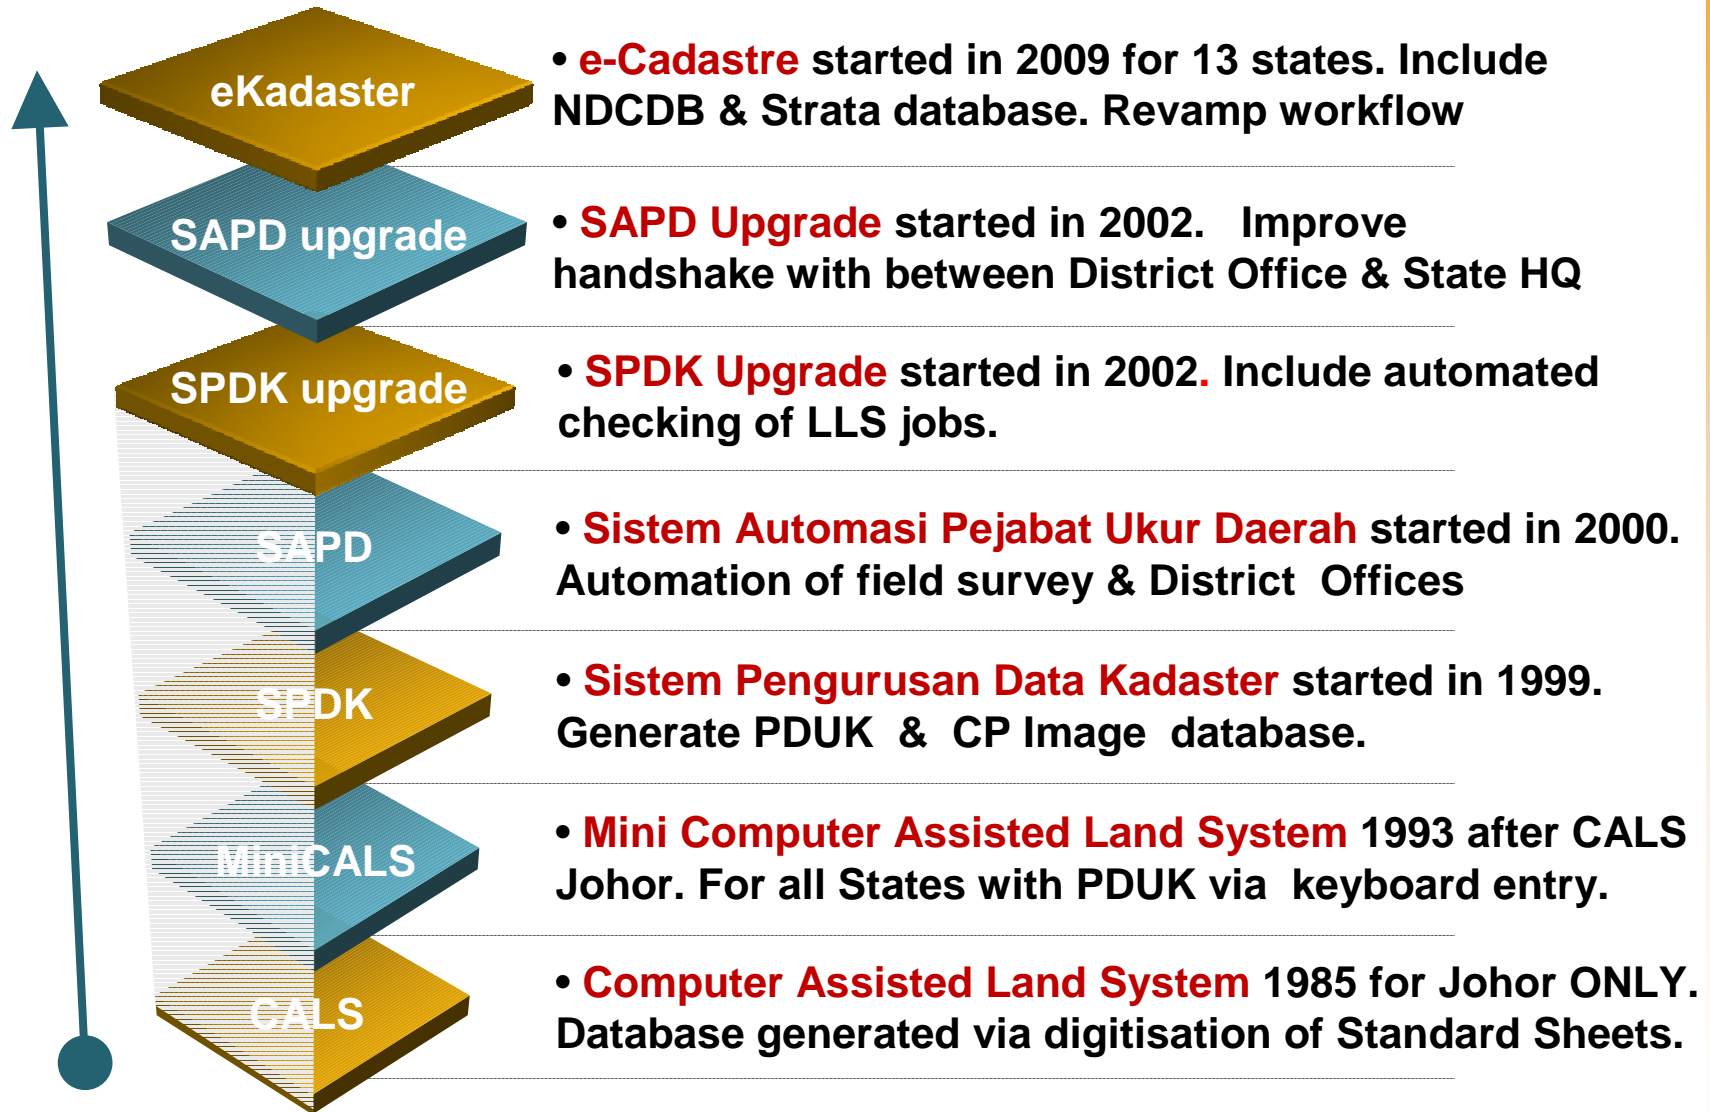 eKadaster
• e-Cadastre started in 2009 for 13 states. Include
NDCDB & Strata database. Revamp workflow
SAPD upgrade
• SAPD Upgrade started in 2002. Improve
handshake with between District Office & State HQ
SPDK upgrade
• SPDK Upgrade started in 2002. Include automated
checking of LLS jobs.
SAPD
• Sistem Automasi Pejabat Ukur Daerah started in 2000.
Automation of field survey & District Offices
SPDK
• Sistem Pengurusan Data Kadaster started in 1999.
Generate PDUK & CP Image database.
MiniCALS
• Mini Computer Assisted Land System 1993 after CALS
Johor. For all States with PDUK via keyboard entry.
CALS
• Computer Assisted Land System 1985 for Johor ONLY.
Database generated via digitisation of Standard Sheets.